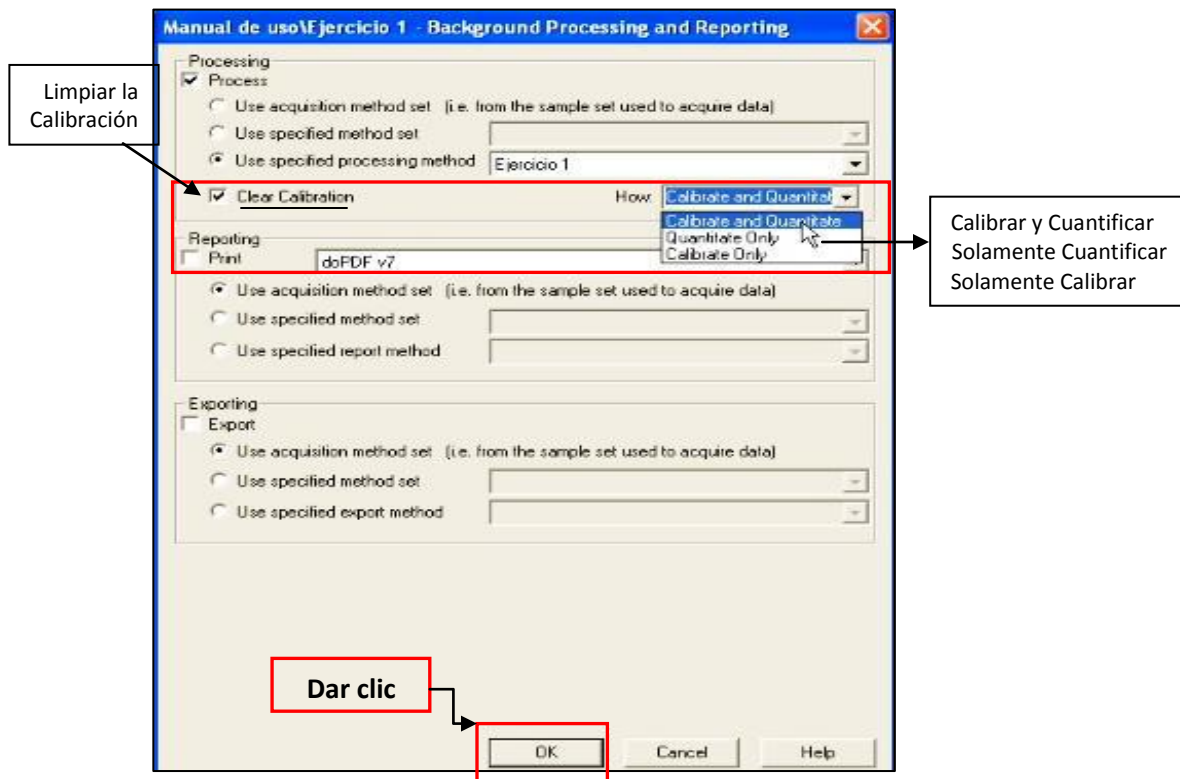 Manual de uso\Ejercicio 1 - Background Processing and Reporting
Processing
Process
Use acquisition method set (i.e. from the sample set used to acquire data)
Use specified method set
Use specified processing method Ejercicio 1
Limpiar la
Calibración
Clear Calibration How: Calibrate and Quantitat
Calibrate and Quantitate
Quantitate Only
Calibrate Only
Calibrar y Cuantificar
Solamente Cuantificar
Solamente Calibrar
Reporting
Print doPDF v7
Use acquisition method set (i.e. from the sample set used to acquire data)
Use specified method set
Use specified report method
Exporting
Export
Use acquisition method set (i.e. from the sample set used to acquire data)
Use specified method set
Use specified export method
Dar clic
OK Cancel Help